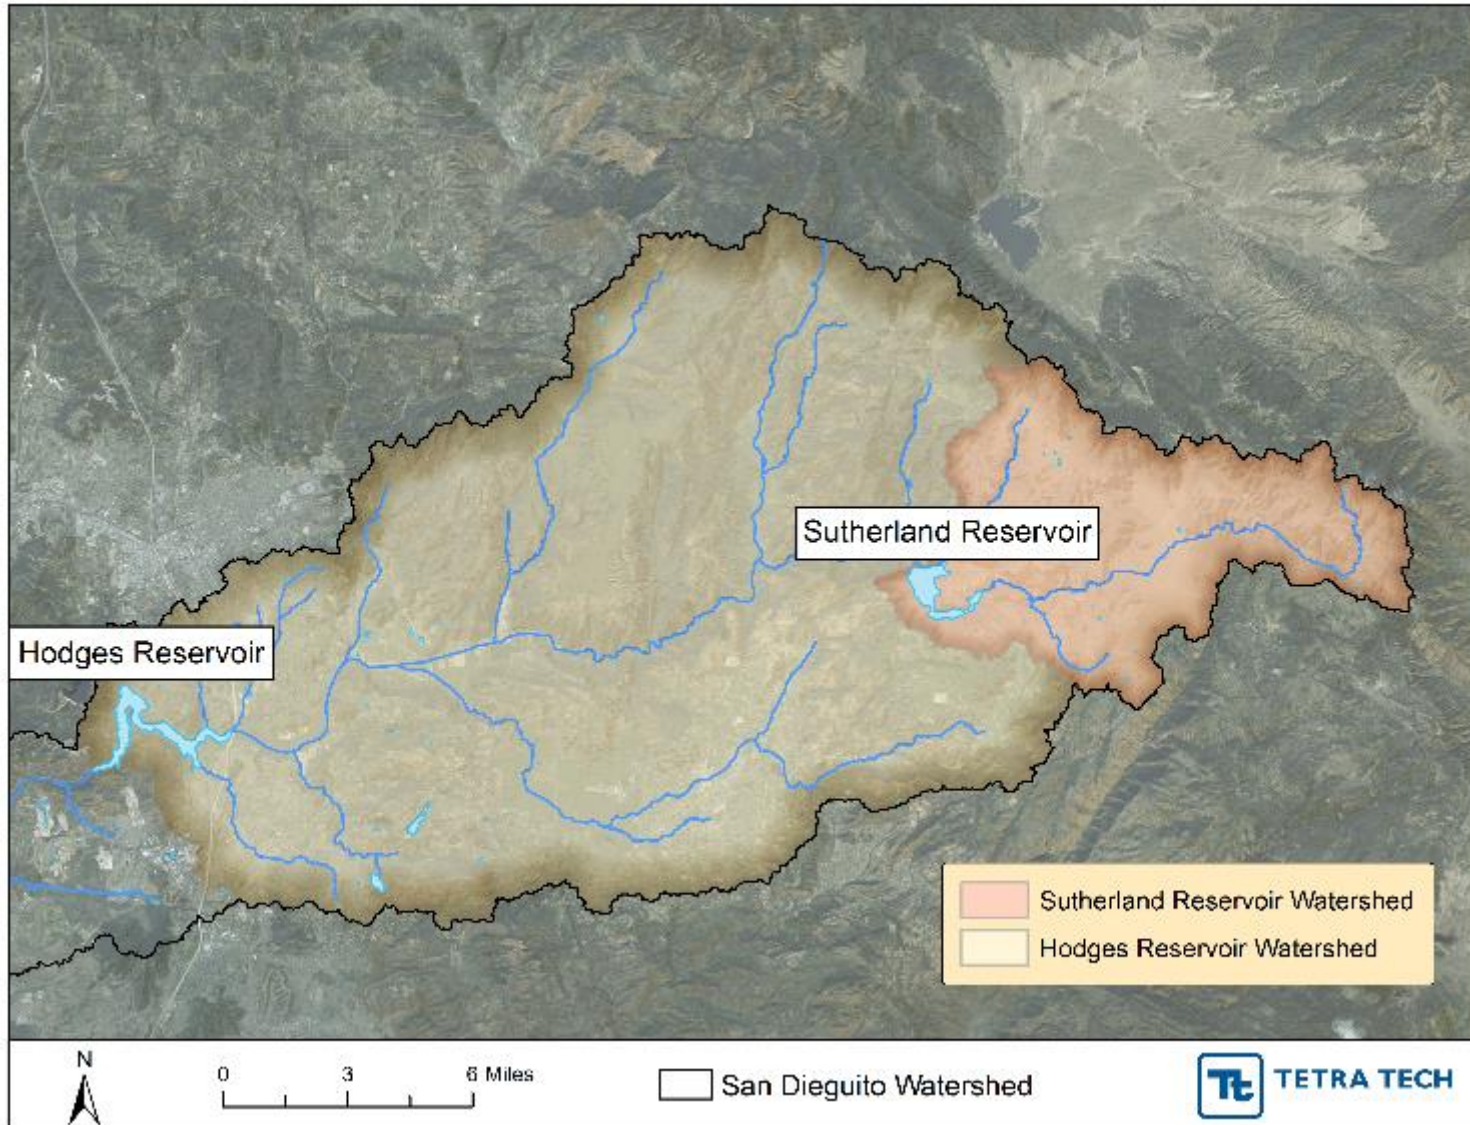 Sutherland Reservoir
Hodges Reservoir
Sutherland Reservoir Watershed
Hodges Reservoir Watershed
N
0 3 6 Miles
San Dieguito Watershed
Tt TETRA TECH